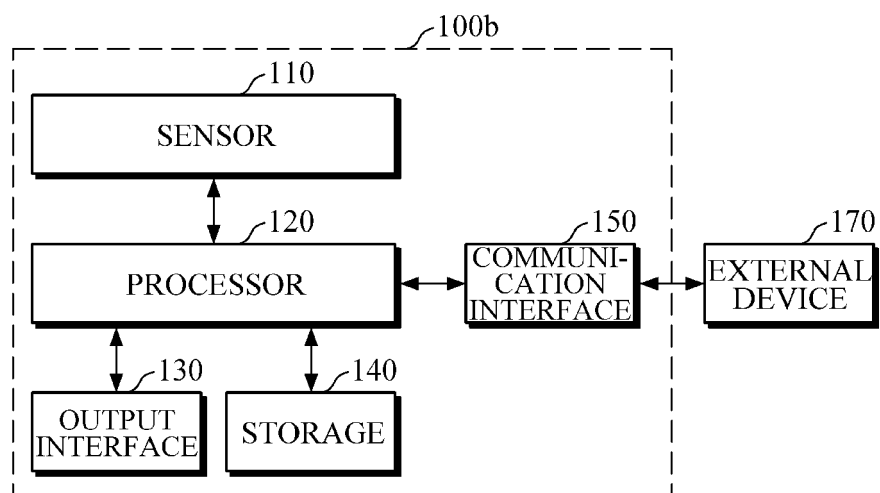 100b
110
SENSOR
120
PROCESSOR
150
COMMUNI-
CATION
INTERFACE
170
EXTERNAL
DEVICE
130
OUTPUT
INTERFACE
140
STORAGE